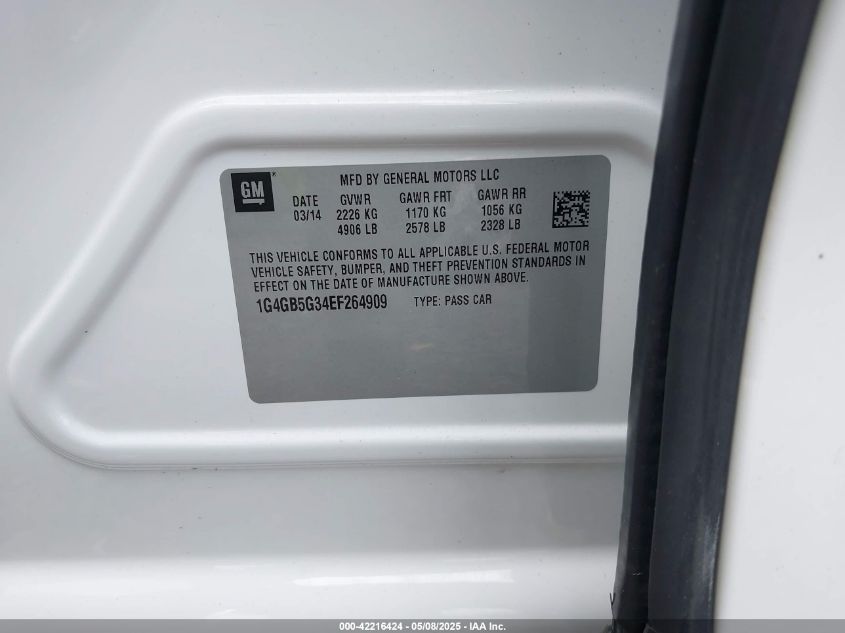 GM
MFD BY GENERAL MOTORS LLC
DATE GVWR GAWR FRT GAWR RR
03/14 2226 KG 1170 KG 1056 KG
4906 LB 2578 LB 2328 LB
THIS VEHICLE CONFORMS TO ALL APPLICABLE U.S. FEDERAL MOTOR
VEHICLE SAFETY, BUMPER, AND THEFT PREVENTION STANDARDS IN
EFFECT ON THE DATE OF MANUFACTURE SHOWN ABOVE.
1G4GB5G34EF264909 TYPE: PASS CAR
000-42216424 - 05/08/2025 - IAA Inc.